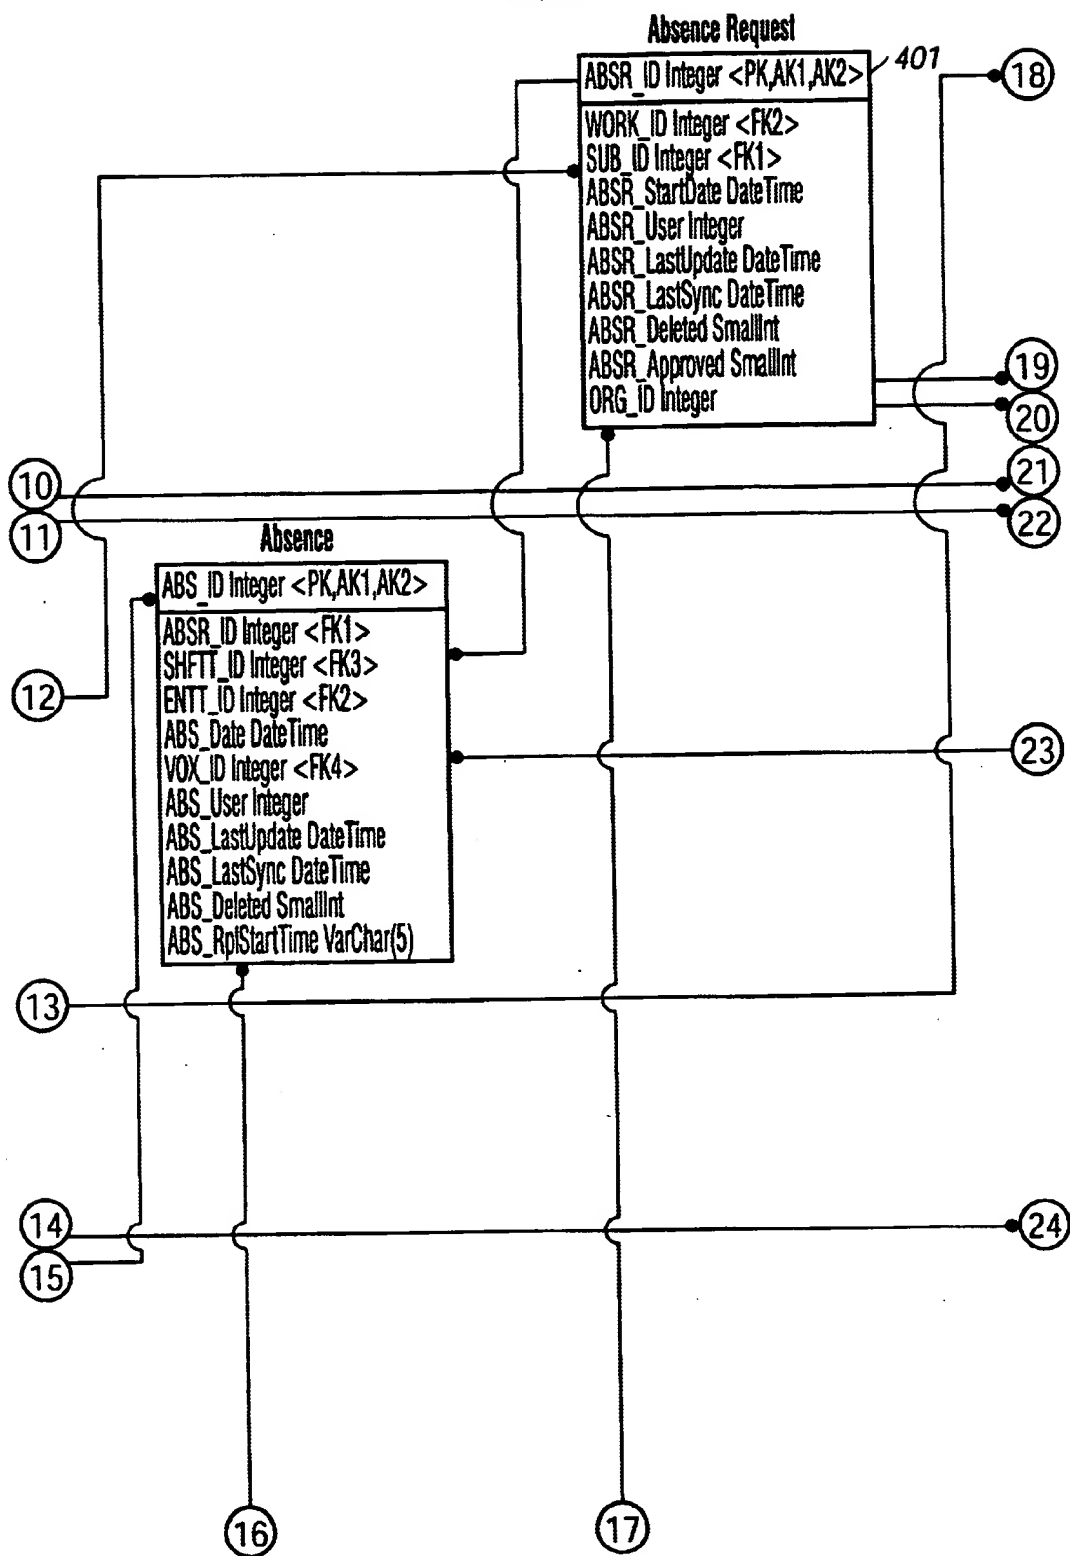 Absence Request
ABSR_ID Integer <PK,AK1,AK2>
401
18
WORK_ID Integer <FK2>
SUB_ID Integer <FK1>
ABSR_StartDate DateTime
ABSR_User Integer
ABSR_LastUpdate DateTime
ABSR_LastSync DateTime
ABSR_Deleted SmallInt
ABSR_Approved SmallInt
ORG_ID Integer
19
20
10
21
11
22
Absence
ABS_ID Integer <PK,AK1,AK2>
ABSR_ID Integer <FK1>
SHFTT_ID Integer <FK3>
ENTT_ID Integer <FK2>
ABS_Date DateTime
VOX_ID Integer <FK4>
ABS_User Integer
ABS_LastUpdate DateTime
ABS_LastSync DateTime
ABS_Deleted SmallInt
ABS_RptStartTime VarChar(5)
12
23
13
14
24
15
16
17